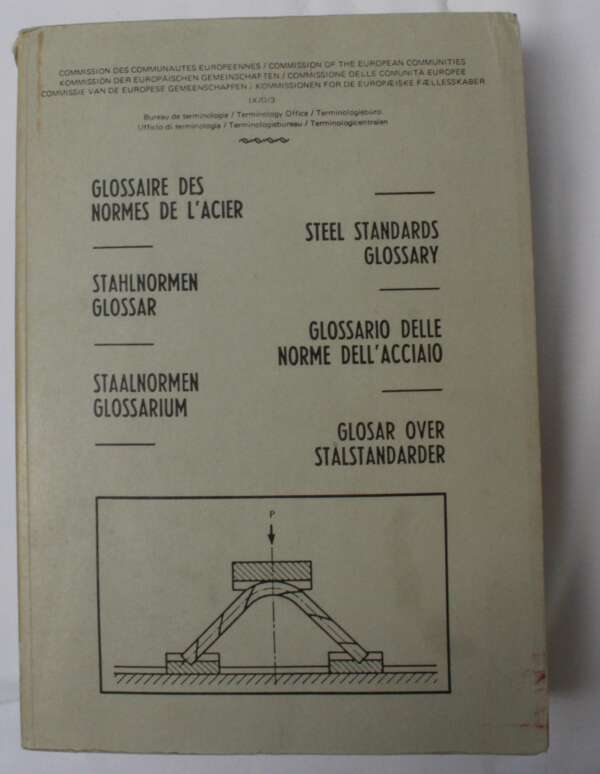 COMMISSION DES COMMUNAUTES EUROPEENNES / COMMISSION OF THE EUROPEAN COMMUNITIES
KOMMISSION DER EUROPÄISCHEN GEMEINSCHAFTEN / COMMISSIONE DELLE COMUNITÀ EUROPEE
COMMISSIE VAN DE EUROPESE GEMEENSCHAPPEN / KOMMISSIONEN FOR DE EUROPÆISKE FÆLLESSKABER
IX/D/3
Bureau de terminologie / Terminology Office / Terminologiebüro
Ufficio di terminologia / Terminologiebureau / Terminologicentralen
GLOSSAIRE DES
NORMES DE L'ACIER
STEEL STANDARDS
GLOSSARY
STAHLNORMEN
GLOSSAR
GLOSSARIO DELLE
NORME DELL'ACCIAIO
STAALNORMEN
GLOSSARIUM
GLOSAR OVER
STÅLSTANDARDER
P